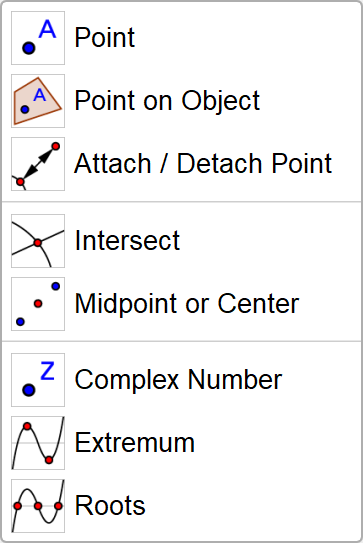 A
Point
A
Point on Object
Attach / Detach Point
Intersect
Midpoint or Center
Z
Complex Number
Extremum
Roots